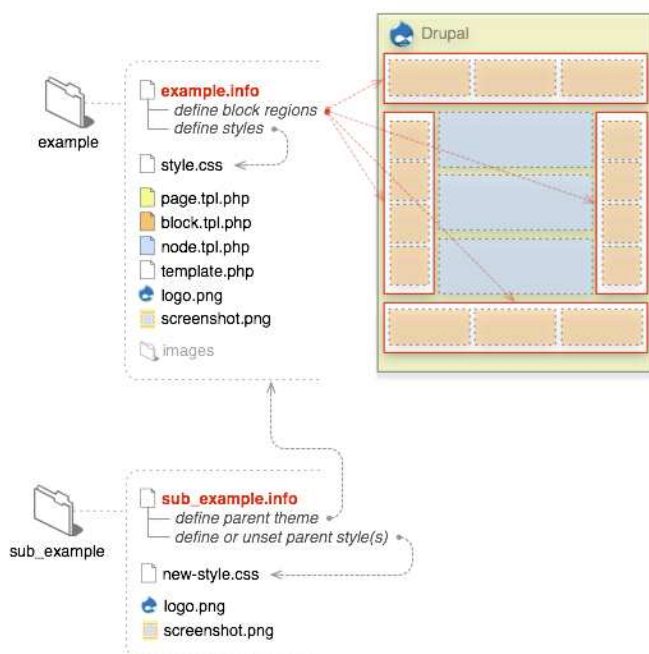 Drupal
example
example.info
define block regions
define styles
style.css
page.tpl.php
block.tpl.php
node.tpl.php
template.php
logo.png
screenshot.png
images
sub_example
sub_example.info
define parent theme
define or unset parent style(s)
new-style.css
logo.png
screenshot.png